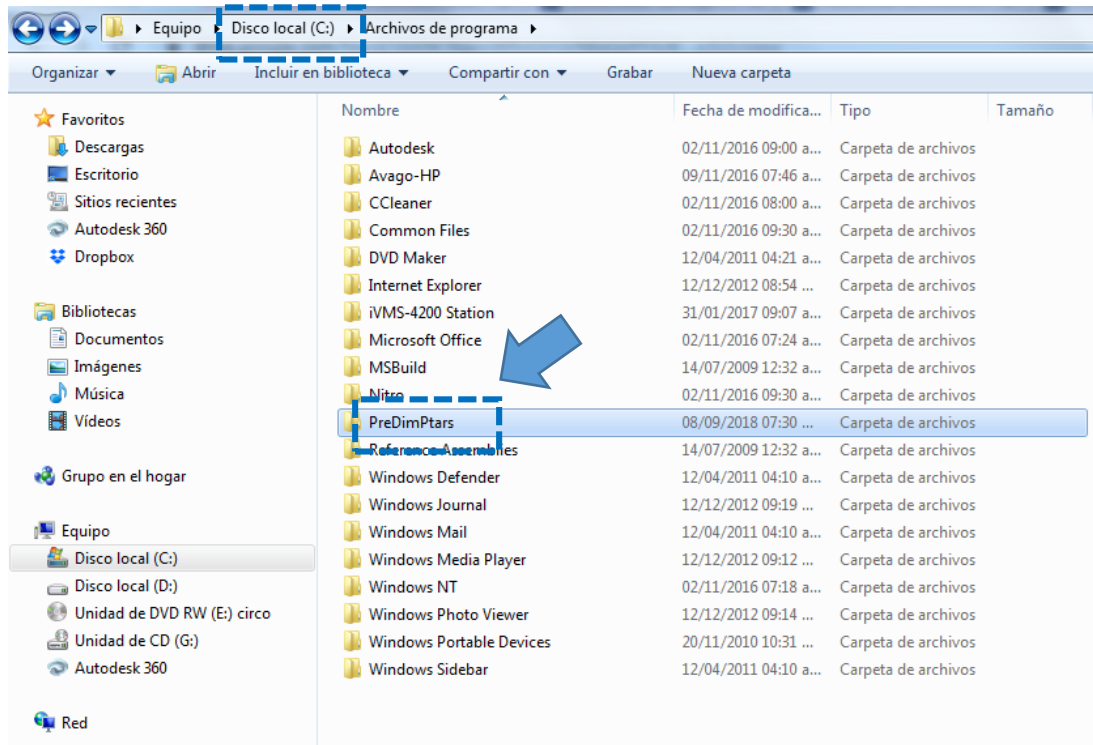 Equipo Disco local (C:) Archivos de programa
Organizar Abrir Incluir en biblioteca Compartir con Grabar Nueva carpeta
Favoritos
Descargas
Escritorio
Sitios recientes
Autodesk 360
Dropbox
Bibliotecas
Documentos
Imágenes
Música
Vídeos
Grupo en el hogar
Equipo
Disco local (C:)
Disco local (D:)
Unidad de DVD RW (E:) circo
Unidad de CD (G:)
Autodesk 360
Red
Nombre Fecha de modifica... Tipo Tamaño
Autodesk 02/11/2016 09:00 a... Carpeta de archivos
Avago-HP 09/11/2016 07:46 a... Carpeta de archivos
CCleaner 02/11/2016 08:00 a... Carpeta de archivos
Common Files 02/11/2016 09:30 a... Carpeta de archivos
DVD Maker 12/04/2011 04:21 a... Carpeta de archivos
Internet Explorer 12/12/2012 08:54 ... Carpeta de archivos
iVMS-4200 Station 31/01/2017 09:07 a... Carpeta de archivos
Microsoft Office 02/11/2016 07:24 a... Carpeta de archivos
MSBuild 14/07/2009 12:32 a... Carpeta de archivos
Nitro 02/11/2016 09:30 a... Carpeta de archivos
PreDimPtars 08/09/2018 07:30 ... Carpeta de archivos
Reference Assemblies 14/07/2009 12:32 a... Carpeta de archivos
Windows Defender 12/04/2011 04:10 a... Carpeta de archivos
Windows Journal 12/12/2012 09:19 ... Carpeta de archivos
Windows Mail 12/04/2011 04:10 a... Carpeta de archivos
Windows Media Player 12/12/2012 09:12 ... Carpeta de archivos
Windows NT 02/11/2016 07:18 a... Carpeta de archivos
Windows Photo Viewer 12/12/2012 09:14 ... Carpeta de archivos
Windows Portable Devices 20/11/2010 10:31 ... Carpeta de archivos
Windows Sidebar 12/04/2011 04:10 a... Carpeta de archivos